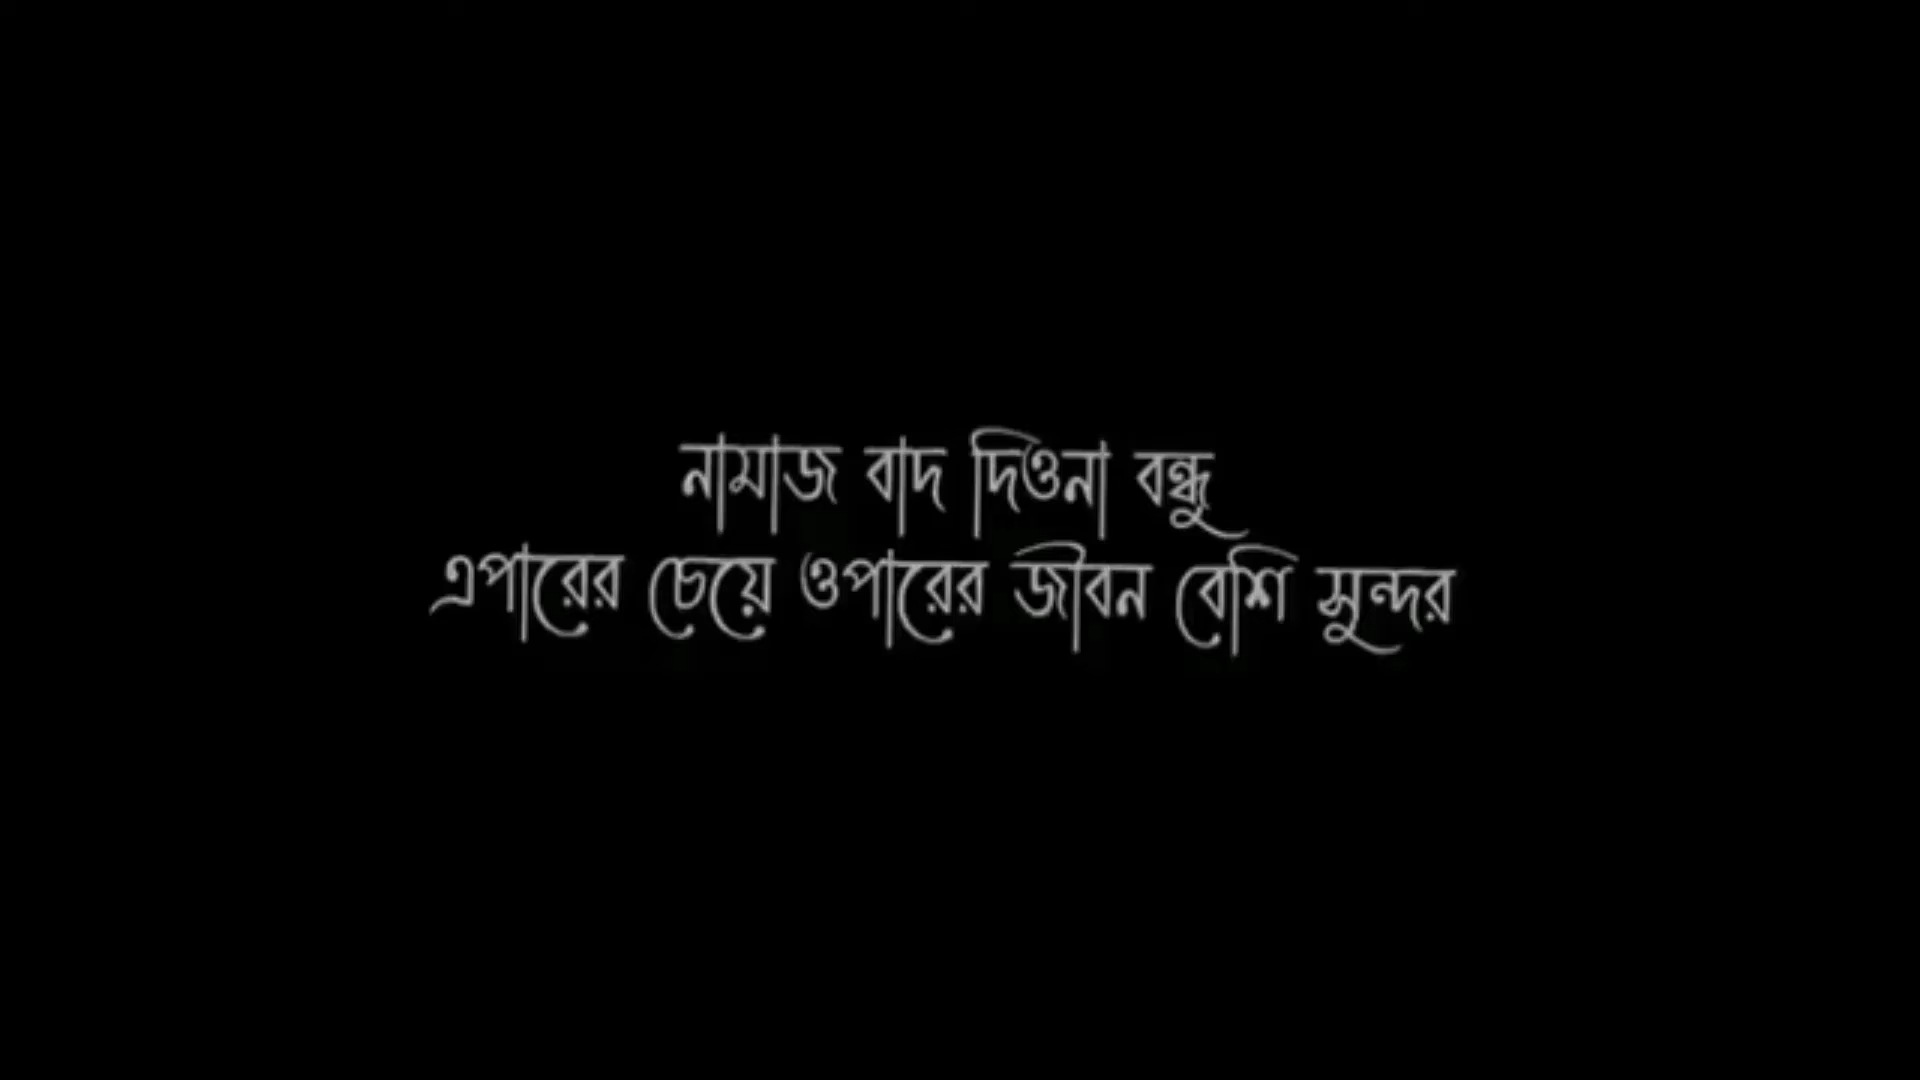 নামাজ বাদ দিওনা বন্ধু
এপারের চেয়ে ওপারের জীবন বেশি সুন্দর